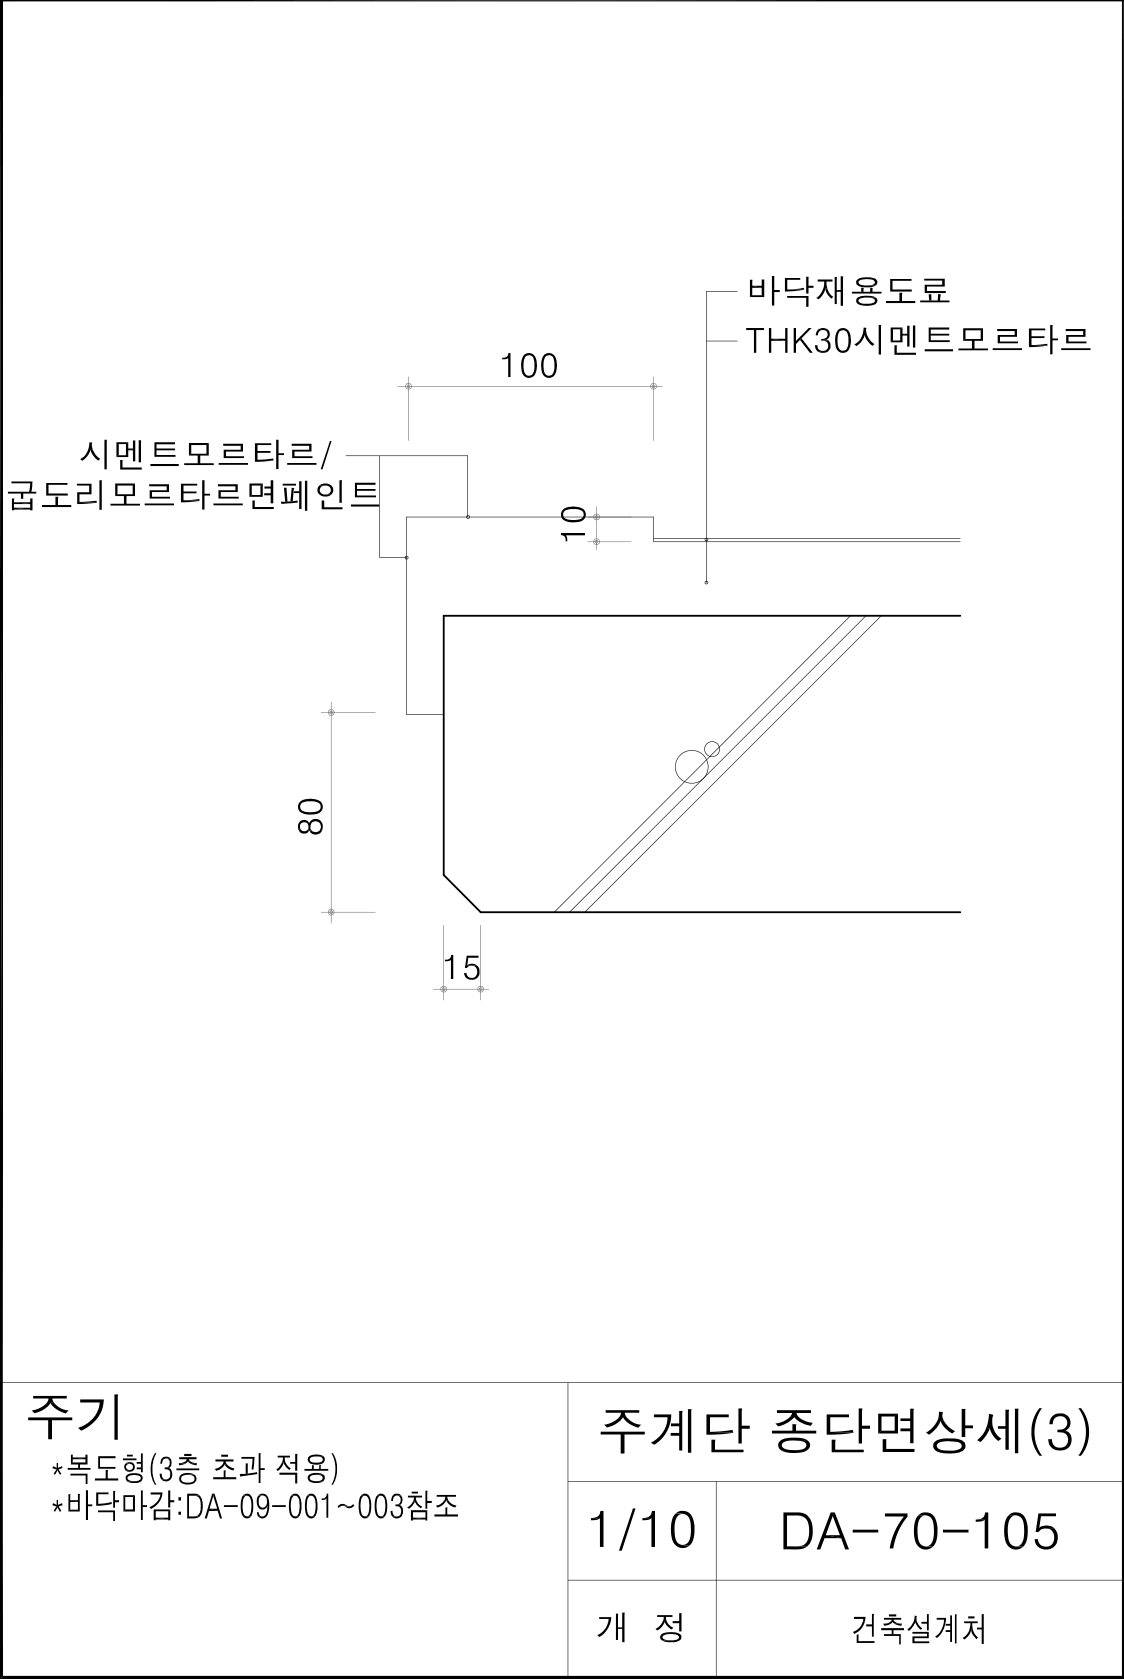 바닥재용도료
THK30시멘트모르타르
100
시멘트모르타르/
굽도리모르타르면페인트
10
80
15
주기
*복도형(3층 초과 적용)
*바닥마감:DA-09-001~003참조
주계단 종단면상세(3)
1/10
DA-70-105
개 정
건축설계처